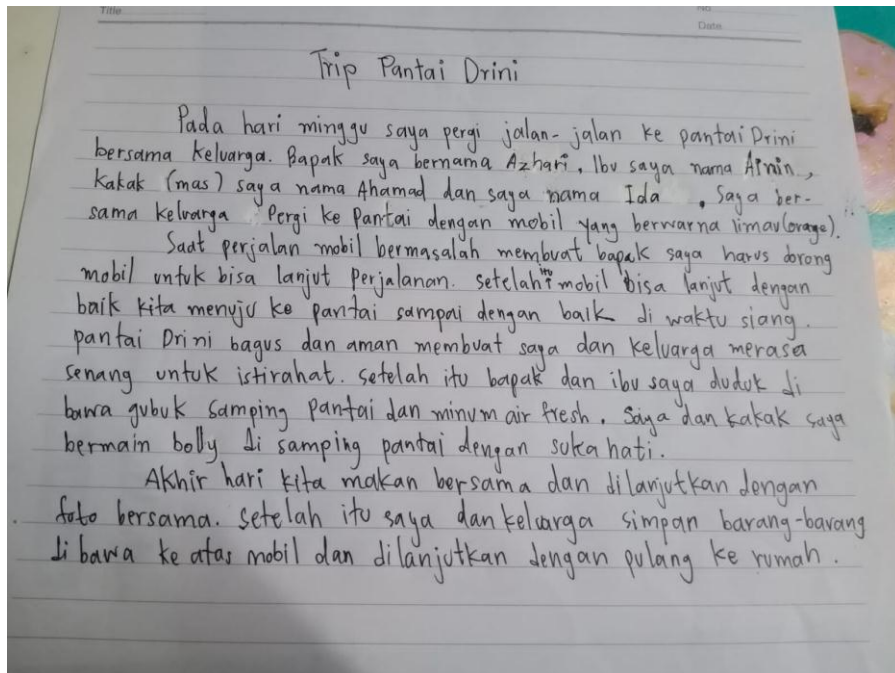 Title
No
Date
Trip Pantai Drini
Pada hari minggu saya pergi jalan-jalan ke pantai Drini
bersama keluarga. Bapak saya bernama Azhari, Ibu saya nama Ainin,
kakak (mas) saya nama Ahamad dan saya nama Ida , Saya ber-
sama keluarga Pergi ke Pantai dengan mobil yang berwarna limau(orage).
Saat perjalan mobil bermasalah membuat bapak saya harus dorong
mobil untuk bisa lanjut Perjalanan. setelah itu mobil bisa lanjut dengan
baik kita menuju ke pantai sampai dengan baik di waktu siang.
pantai Drini bagus dan aman membuat saya dan keluarga merasa
senang untuk istirahat. setelah itu bapak dan ibu saya duduk di
bawa gubuk samping pantai dan minum air fresh. Saya dan kakak saya
bermain bolly di samping pantai dengan suka hati.
Akhir hari kita makan bersama dan dilanjutkan dengan
foto bersama. setelah itu saya dan keluarga simpan barang-barang
di bawa ke atas mobil dan dilanjutkan dengan pulang ke rumah.